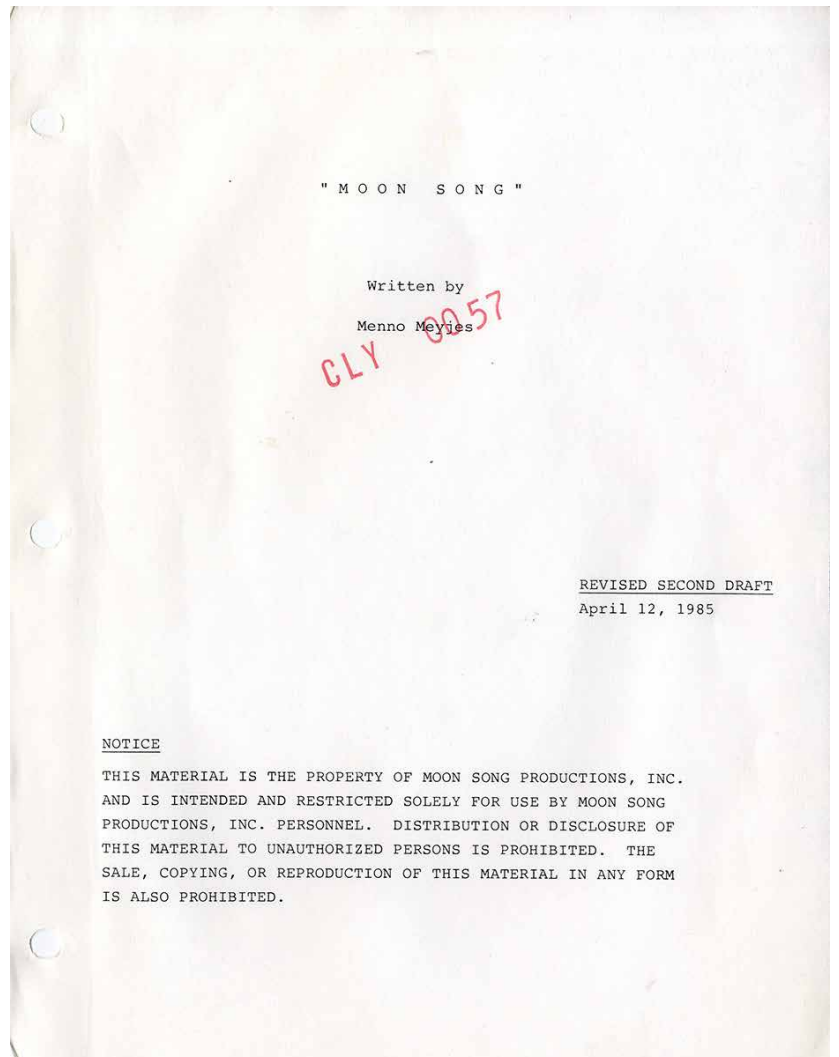 "MOON SONG"
Written by
Menno Meyjes
CLY 0057
REVISED SECOND DRAFT
April 12, 1985
NOTICE
THIS MATERIAL IS THE PROPERTY OF MOON SONG PRODUCTIONS, INC.
AND IS INTENDED AND RESTRICTED SOLELY FOR USE BY MOON SONG
PRODUCTIONS, INC. PERSONNEL. DISTRIBUTION OR DISCLOSURE OF
THIS MATERIAL TO UNAUTHORIZED PERSONS IS PROHIBITED. THE
SALE, COPYING, OR REPRODUCTION OF THIS MATERIAL IN ANY FORM
IS ALSO PROHIBITED.